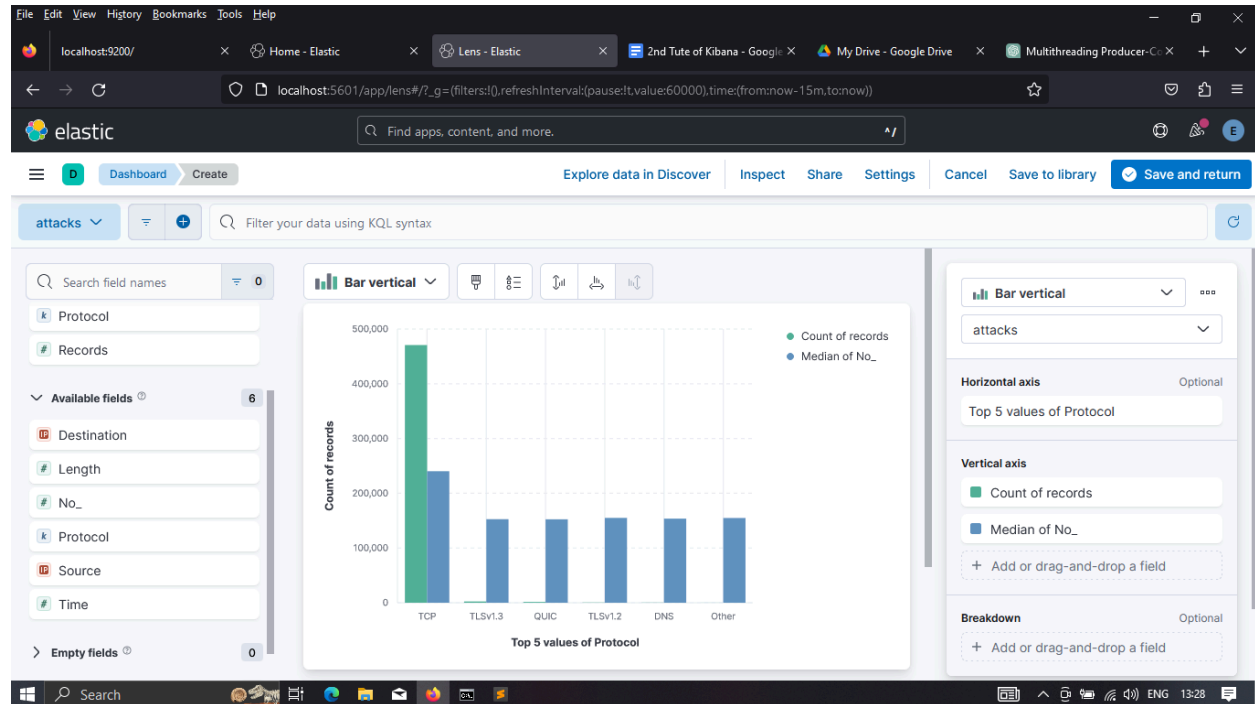 File Edit View History Bookmarks Tools Help
localhost:9200/
Home - Elastic
Lens - Elastic
2nd Tute of Kibana - Google
My Drive - Google Drive
Multithreading Producer-Co
localhost:5601/app/lens#/?_g=(filters:!(),refreshInterval:(pause:!t,value:60000),time:(from:now-15m,to:now))
elastic
Find apps, content, and more.
^/
E
D
Dashboard
Create
Explore data in Discover
Inspect
Share
Settings
Cancel
Save to library
Save and return
attacks
Filter your data using KQL syntax
Search field names
0
k Protocol
# Records
Available fields
6
IP Destination
# Length
# No_
k Protocol
IP Source
# Time
Empty fields
0
Bar vertical
500,000
400,000
300,000
200,000
100,000
0
Count of records
TCP
TLSv1.3
QUIC
TLSv1.2
DNS
Other
Top 5 values of Protocol
Count of records
Median of No_
Bar vertical
attacks
Horizontal axis
Optional
Top 5 values of Protocol
Vertical axis
Count of records
Median of No_
+ Add or drag-and-drop a field
Breakdown
Optional
+ Add or drag-and-drop a field
Search
ENG
13:28